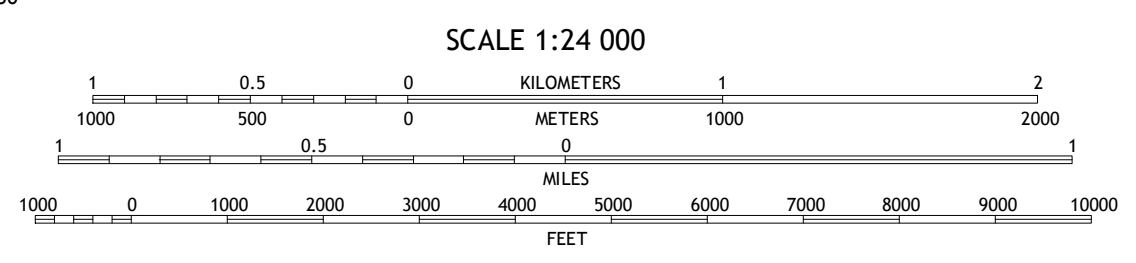 SCALE 1:24 000
1 0.5 0 KILOMETERS 1 2
1000 500 0 METERS 1000 2000
1 0.5 0 1
MILES
1000 0 1000 2000 3000 4000 5000 6000 7000 8000 9000 10000
FEET